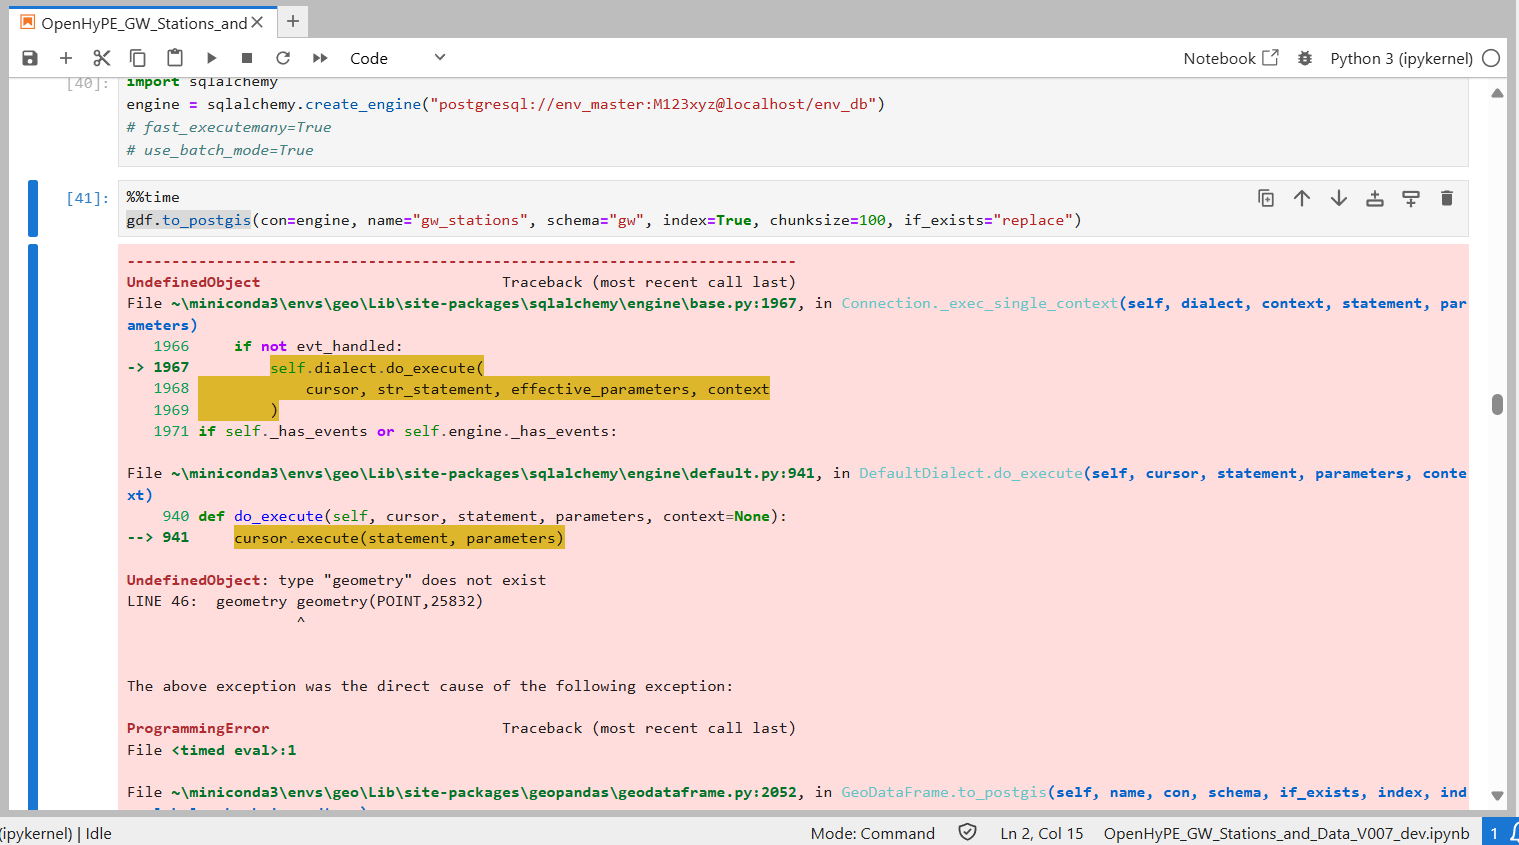 OpenHyPE_GW_Stations_and
Code
Notebook
Python 3 (ipykernel)
[40]:
import sqlalchemy
engine = sqlalchemy.create_engine("postgresql://env_master:M123xyz@localhost/env_db")
# fast_executemany=True
# use_batch_mode=True
[41]:
%%time
gdf.to_postgis(con=engine, name="gw_stations", schema="gw", index=True, chunksize=100, if_exists="replace")
---------------------------------------------------------------------------
UndefinedObject                           Traceback (most recent call last)
File ~\miniconda3\envs\geo\Lib\site-packages\sqlalchemy\engine\base.py:1967, in Connection._exec_single_context(self, dialect, context, statement, par
ameters)
   1966     if not evt_handled:
-> 1967         self.dialect.do_execute(
   1968             cursor, str_statement, effective_parameters, context
   1969         )
   1971 if self._has_events or self.engine._has_events:
File ~\miniconda3\envs\geo\Lib\site-packages\sqlalchemy\engine\default.py:941, in DefaultDialect.do_execute(self, cursor, statement, parameters, conte
xt)
    940 def do_execute(self, cursor, statement, parameters, context=None):
--> 941     cursor.execute(statement, parameters)
UndefinedObject: type "geometry" does not exist
LINE 46:  geometry geometry(POINT,25832)
                   ^
The above exception was the direct cause of the following exception:
ProgrammingError                          Traceback (most recent call last)
File <timed eval>:1
File ~\miniconda3\envs\geo\Lib\site-packages\geopandas\geodataframe.py:2052, in GeoDataFrame.to_postgis(self, name, con, schema, if_exists, index, ind
(ipykernel) | Idle
Mode: Command
Ln 2, Col 15
OpenHyPE_GW_Stations_and_Data_V007_dev.ipynb
1